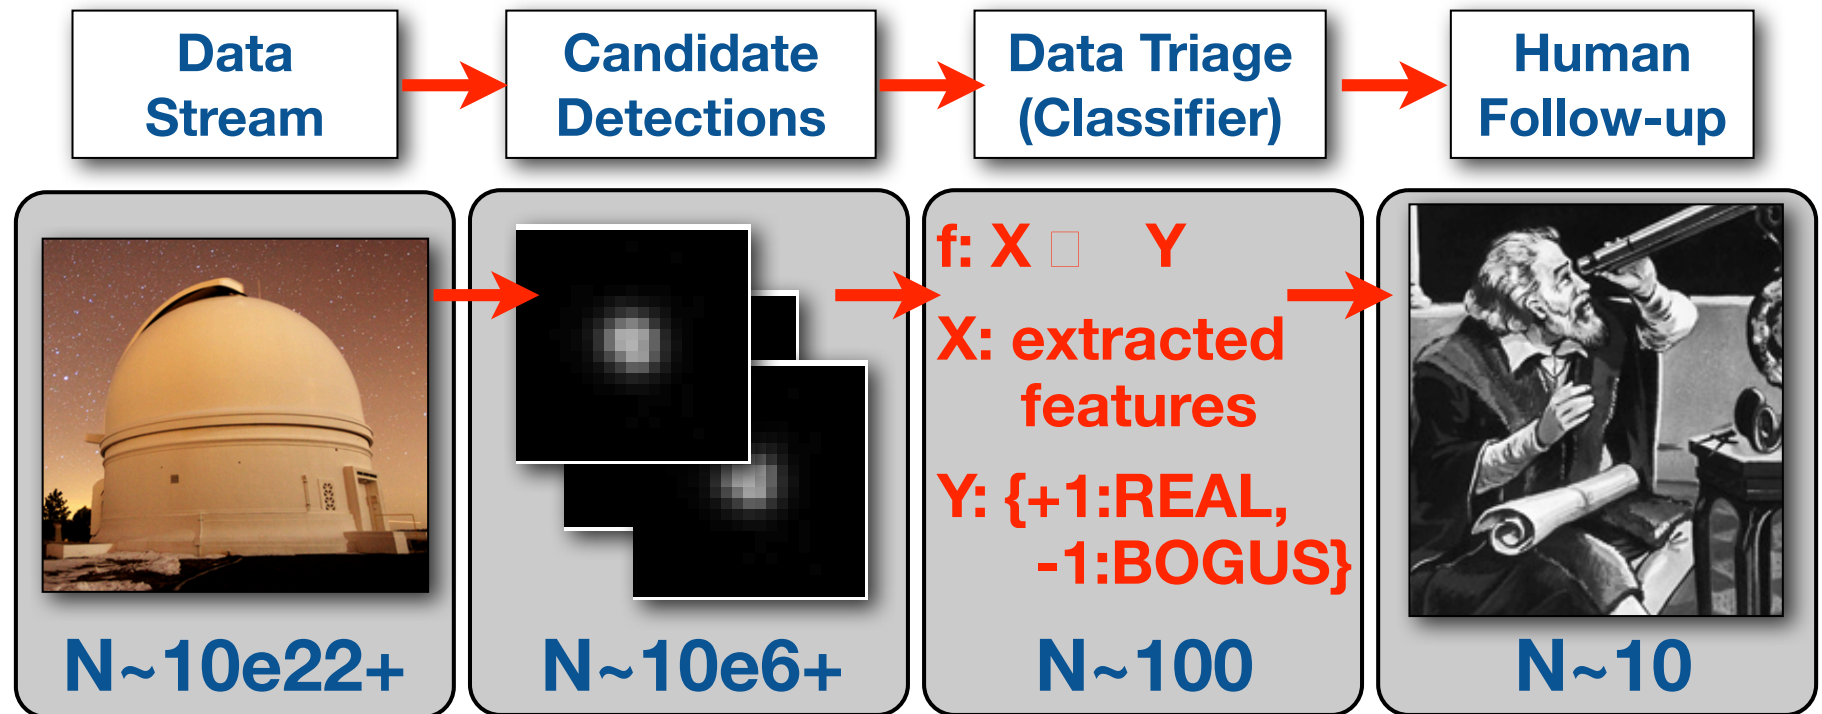 Data
Stream
Candidate
Detections
Data Triage
(Classifier)
Human
Follow-up
f: X □ Y
X: extracted
features
Y: {+1:REAL,
-1:BOGUS}
N~10e22+
N~10e6+
N~100
N~10